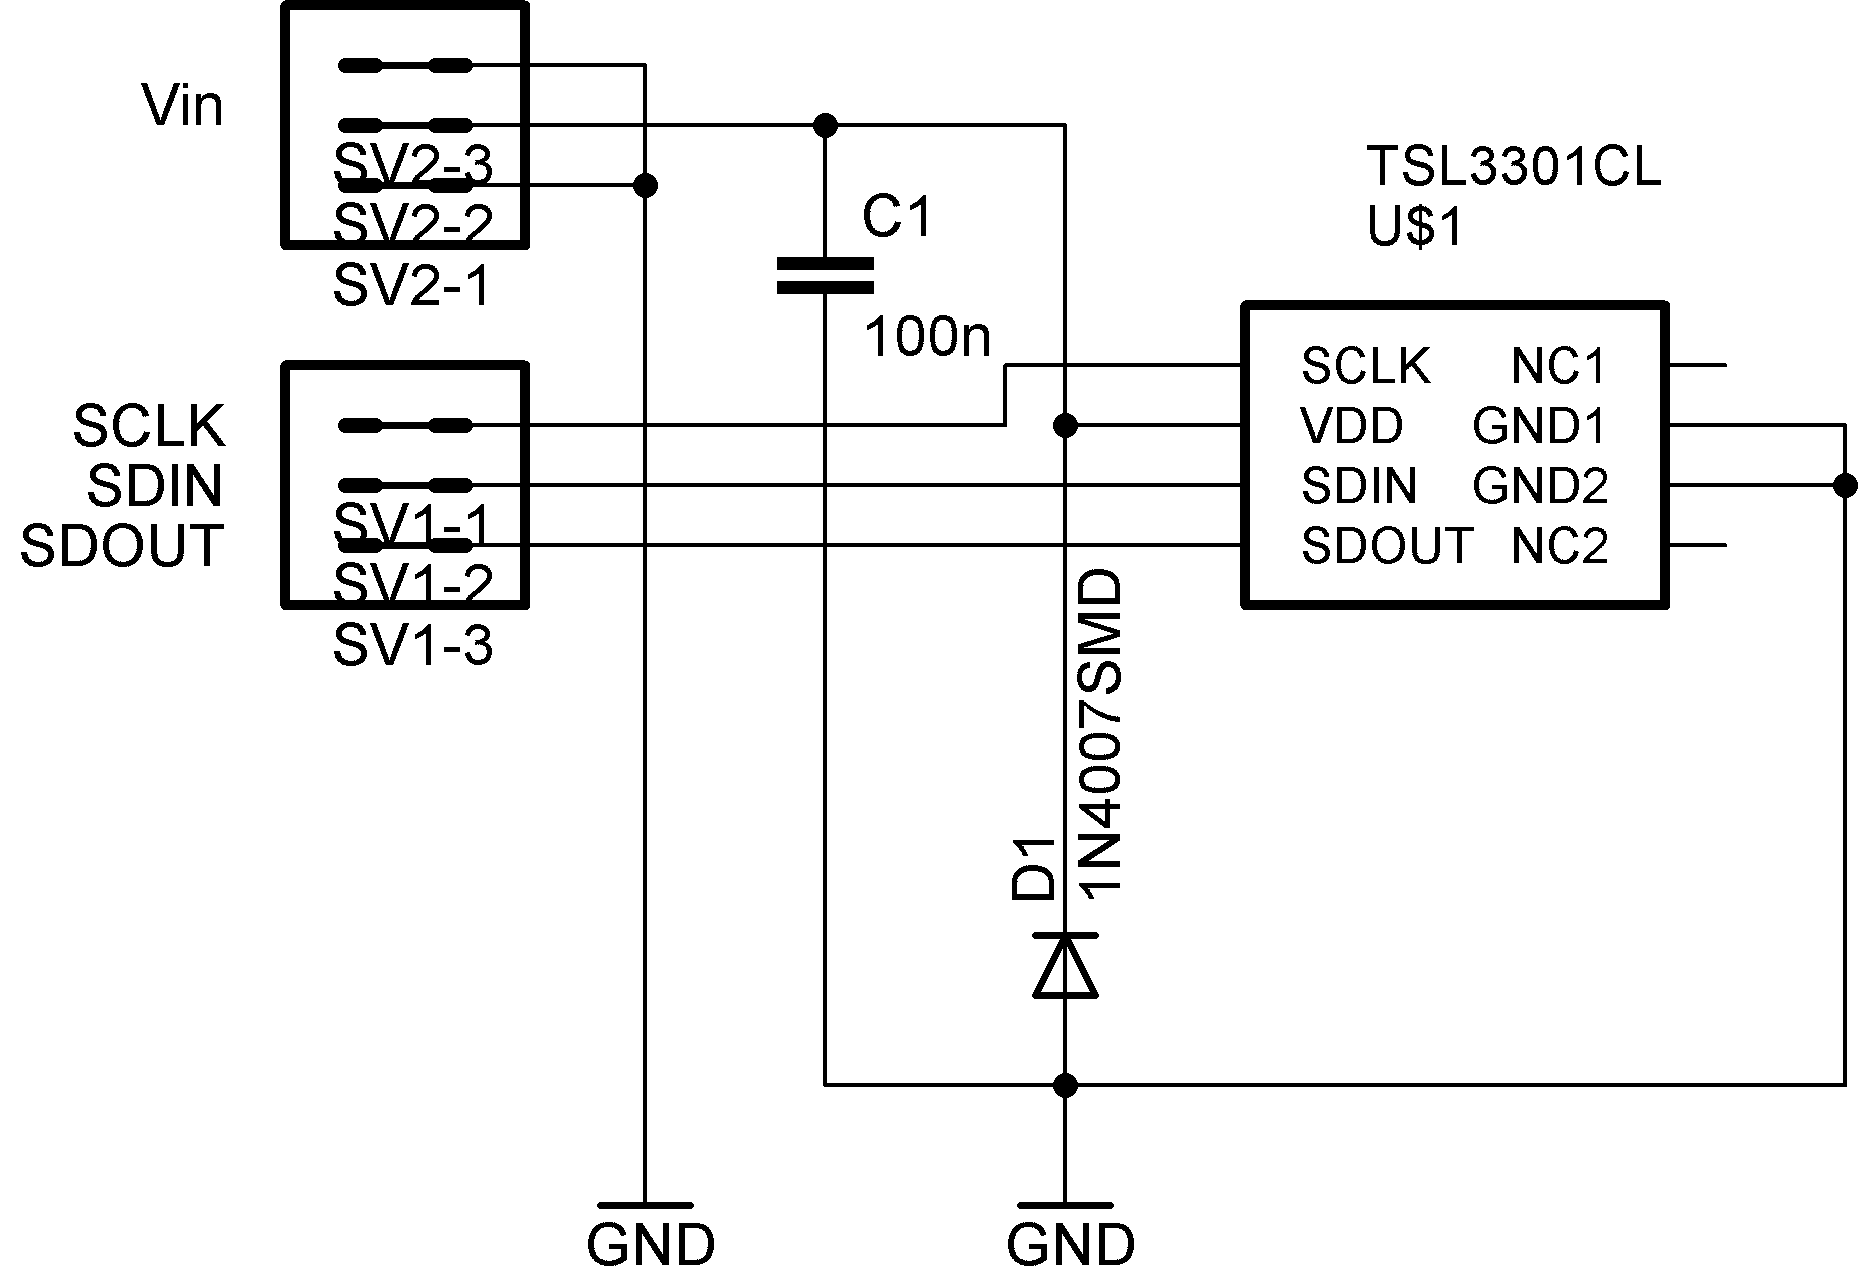 Vin
SV2-3
SV2-2
SV2-1
SCLK
SDIN
SDOUT
SV1-1
SV1-2
SV1-3
C1
100n
TSL3301CL
U$1
SCLK NC1
VDD GND1
SDIN GND2
SDOUT NC2
D1
1N4007SMD
GND
GND